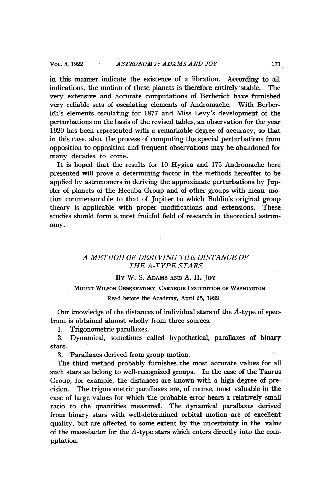 VOL. 8, 1922 ASTRONOMY: ADAMS AND JOY 173
in this manner indicate the existence of a libration. According to all
indications, the motion of these planets is therefore entirely stable. The
very extensive and accurate computations of Berberich have furnished
very reliable sets of osculating elements of Andromache. With Berber-
ich's elements osculating for 1877 and Miss Levy's development of the
perturbations on the basis of the revised tables, an observation for the year
1920 has been represented with a remarkable degree of accuracy, so that
in this case, also, the process of computing the special perturbations from
opposition to opposition and frequent observations may be abandoned for
many decades to come.
It is hoped that the results for 10 Hygiea and 175 Andromache here
presented will prove a determining factor in the methods hereafter to be
applied by astronomers in deriving the approximate perturbations by Jup-
iter of planets of the Hecuba Group and of other groups with mean mo-
tion commensurable to that of Jupiter to which Bohlin's original group
theory is applicable with proper modifications and extensions. These
studies should form a most fruitful field of research in theoretical astron-
omy.
A METHOD OF DERIVING THE DISTANCE OF
THE A-TYPE STARS
BY W. S. ADAMS AND A. H. JOY
MOUNT WILSON OBSERVATORY, CARNEGIE INSTITUTION OF WASHINGTON
Read before the Academy, April 25, 1922
Our knowledge of the distances of individual stars of the A-type of spec-
trum is obtained almost wholly from three sources.
1. Trigonometric parallaxes.
2. Dynamical, sometimes called hypothetical, parallaxes of binary
stars.
3. Parallaxes derived from group motion.
The third method probably furnishes the most accurate values for all
such stars as belong to well-recognized groups. In the case of the Taurus
Group, for example, the distances are known with a high degree of pre-
cision. The trigonometric parallaxes are, of course, most valuable in the
case of large values for which the probable error bears a relatively small
ratio to the quantities measured. The dynamical parallaxes derived
from binary stars with well-determined orbital motion are of excellent
quality, but are affected to some extent by the uncertainty in the value
of the mass-factor for the A-type stars which enters directly into the com-
putation.